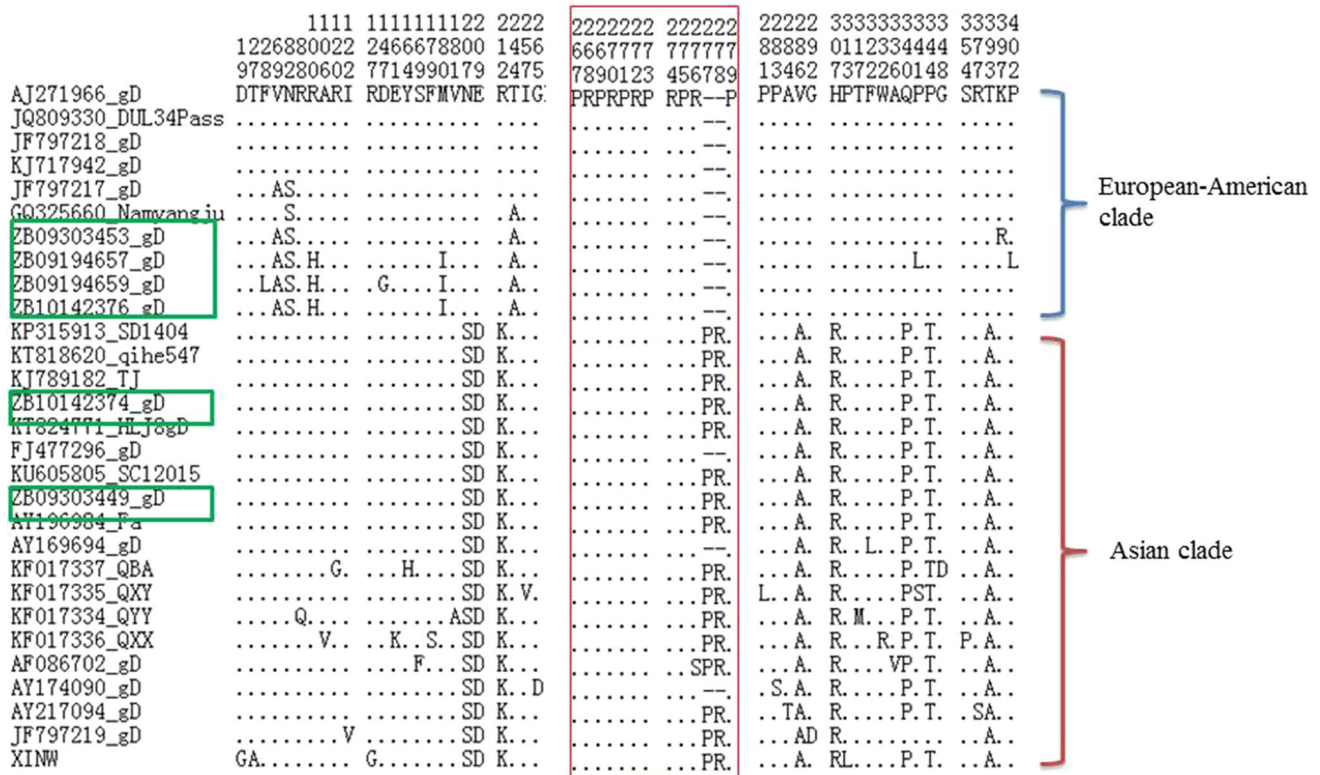 1111 1111111122 2222 2222222 222222 22222 3333333333 33334
1226880022 2466678800 1456 6667777 777777 88889 0112334444 57990
9789280602 7714990179 2475 7890123 456789 13462 7372260148 47372
AJ271966_gD DTFVNRRARI RDEYSFMVNE RTIG PRPRPRP RPR--P PPAVG HPTFWAQPPG SRTKP
JQ809330_DUL34Pass .......... .......... .... ....... ...--. ..... .......... .....
JF797218_gD .......... .......... .... ....... ...--. ..... .......... .....
KJ717942_gD .......... .......... .... ....... ...--. ..... .......... .....
JF797217_gD ...AS..... .......... .... ....... ...--. ..... .......... .....
GQ325660_Namyangju ....S..... .......... .A.. ....... ...--. ..... .......... .....
ZB09303453_gD ...AS..... .......... .A.. ....... ...--. ..... .......... ...R.
ZB09194657_gD ...AS.H... ......I... .A.. ....... ...--. ..... .......L.. ....L
ZB09194659_gD ..LAS.H... .G....I... .A.. ....... ...--. ..... .......... .....
ZB10142376_gD ...AS.H... ......I... .A.. ....... ...--. ..... .......... .....
European-American
clade
KP315913_SD1404 .......... ........SD K... ....... ...PR. ...A. R.....P.T. ..A..
KT818620_qihe547 .......... ........SD K... ....... ...PR. ...A. R.....P.T. ..A..
KJ789182_TJ .......... ........SD K... ....... ...PR. ...A. R.....P.T. ..A..
ZB10142374_gD .......... ........SD K... ....... ...PR. ...A. R.....P.T. ..A..
KT824771_HLJ8gD .......... ........SD K... ....... ...PR. ...A. R.....P.T. ..A..
FJ477296_gD .......... ........SD K... ....... ...--. ...A. R.....P.T. ..A..
KU605805_SC12015 .......... ........SD K... ....... ...PR. ...A. R.....P.T. ..A..
ZB09303449_gD .......... ........SD K... ....... ...PR. ...A. R.....P.T. ..A..
AY196984_Fa .......... ........SD K... ....... ...PR. ...A. R.....P.T. ..A..
AY169694_gD .......... ........SD K... ....... ...--. ...A. R..L..P.T. ..A..
Asian clade
KF017337_QBA ........G. ...H....SD K... ....... ...PR. ...A. R.....P.TD ..A..
KF017335_QXY .......... ........SD K.V. ....... ...PR. L..A. R.....PST. ..A..
KF017334_QYY .....Q.... .......ASD K... ....... ...PR. ...A. R.M...P.T. ..A..
KF017336_QXX .......V.. ..K..S..SD K... ....... ...PR. ...A. R...R.P.T. P.A..
AF086702_gD .......... ....F...SD K... ....... ..SPR. ...A. R....VP.T. ..A..
AY174090_gD .......... ........SD K..D ....... ...--. .S.A. R.....P.T. ..A..
AY217094_gD .......... ........SD K... ....... ...PR. ..TA. R.....P.T. .SA..
JF797219_gD .........V ........SD K... ....... ...PR. ...AD R......... .....
XINW GA........ G.......SD K... ....... ...PR. ...A. RL....P.T. ..A..